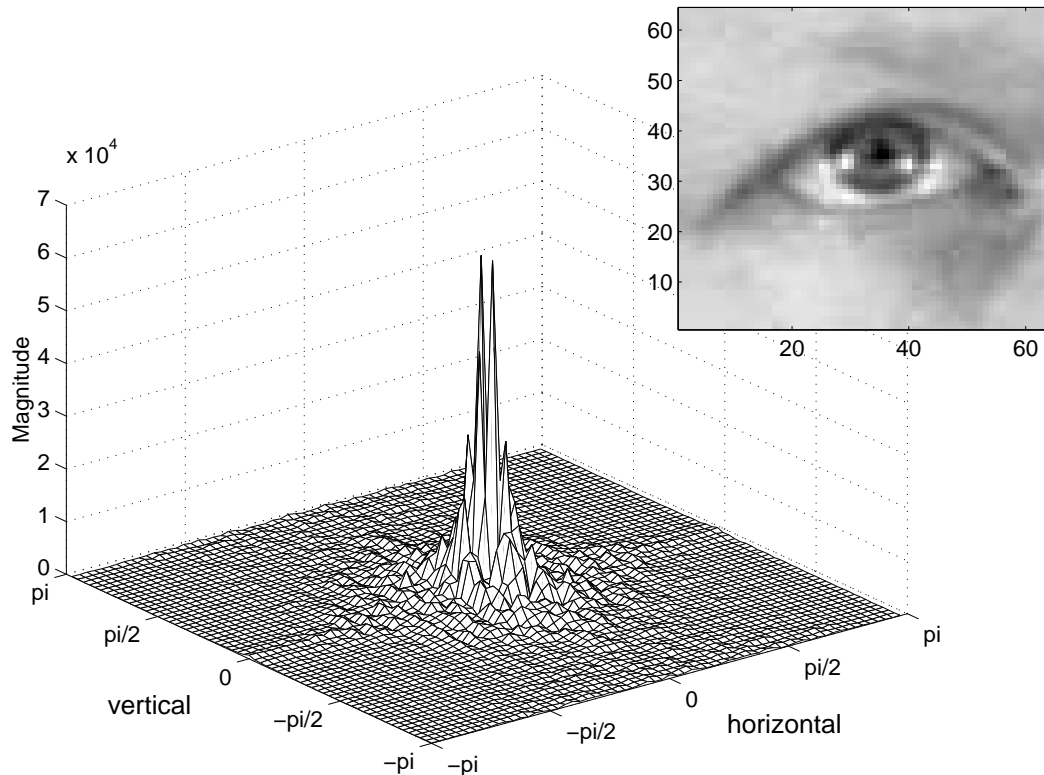 x 10^4
7
6
5
4
3
2
1
0
Magnitude
pi
pi/2
0
−pi/2
−pi
vertical
−pi
−pi/2
0
pi/2
pi
horizontal
60
50
40
30
20
10
20 40 60